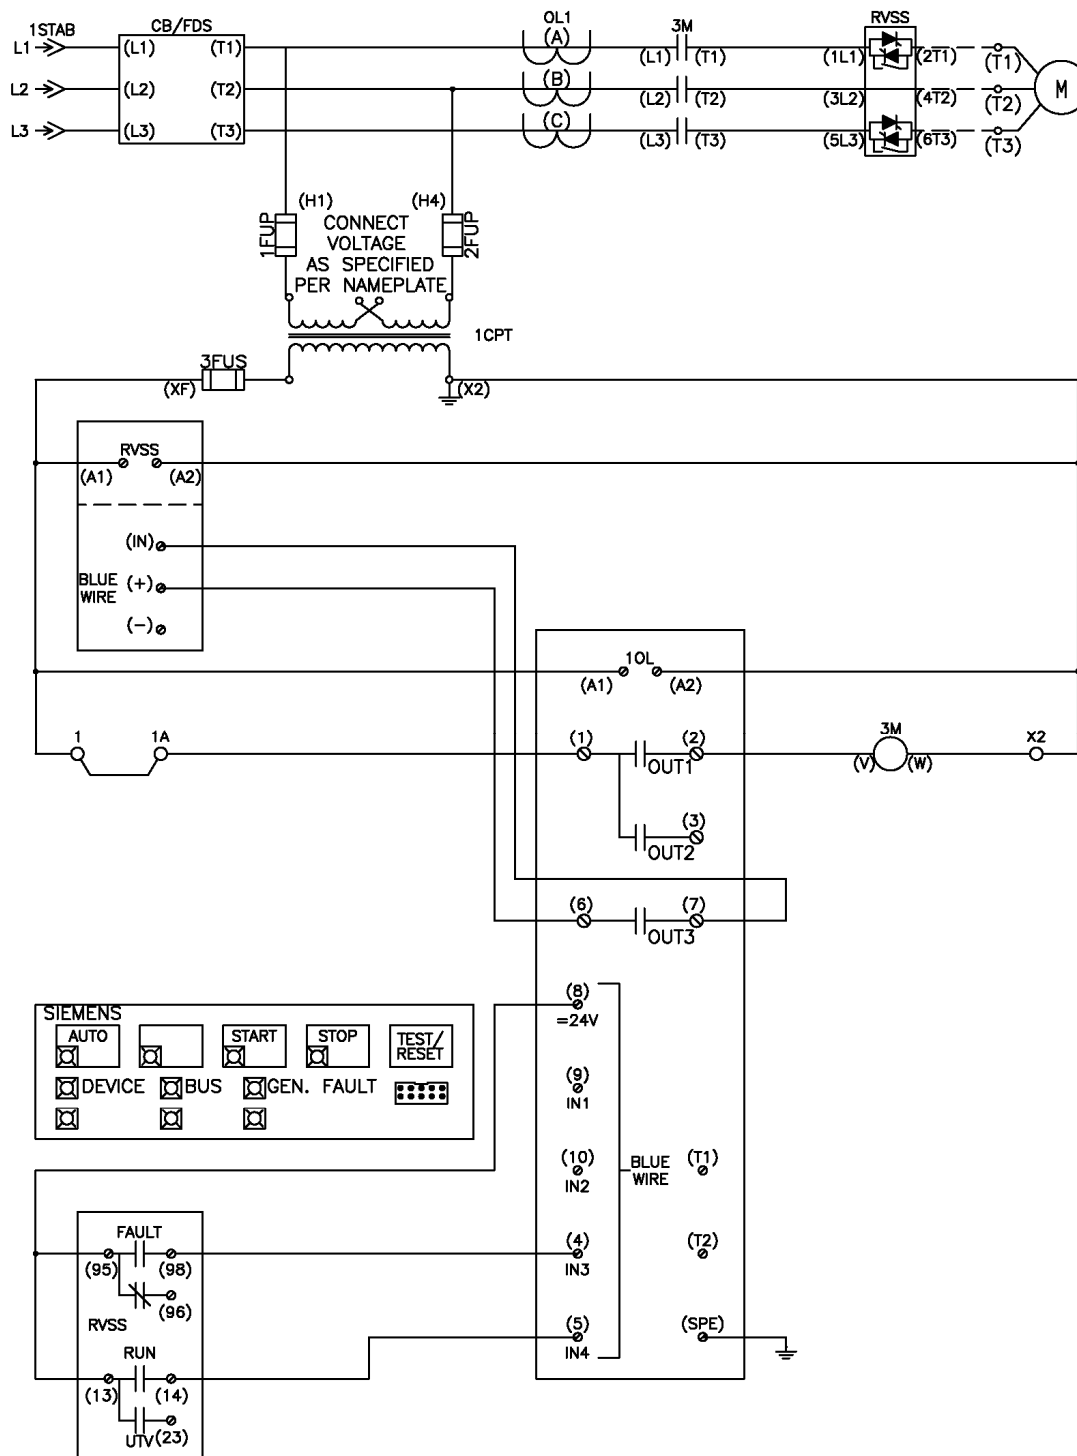 1STAB CB/FDS OL1 3M RVSS
L1 (L1) (T1) (A) (L1) (T1) (1L1) (2T1) (T1)
L2 (L2) (T2) (B) (L2) (T2) (3L2) (4T2) (T2) M
L3 (L3) (T3) (C) (L3) (T3) (5L3) (6T3) (T3)
(H1) (H4)
1FUP 2FUP
CONNECT
VOLTAGE
AS SPECIFIED
PER NAMEPLATE
1CPT
3FUS
(XF) (X2)
RVSS
(A1) (A2)
(IN)
BLUE WIRE (+)
(-)
1OL
(A1) (A2)
1 1A (1) (2) 3M X2
OUT1 (V) (W)
(3)
OUT2
(6) (7)
OUT3
(8)
=24V
SIEMENS
AUTO START STOP TEST/
RESET
DEVICE BUS GEN. FAULT
(9)
IN1
(10) BLUE (T1)
IN2 WIRE
FAULT (4) (T2)
(95) (98) IN3
(96)
RVSS (5) (SPE)
RUN IN4
(13) (14)
UTV (23)